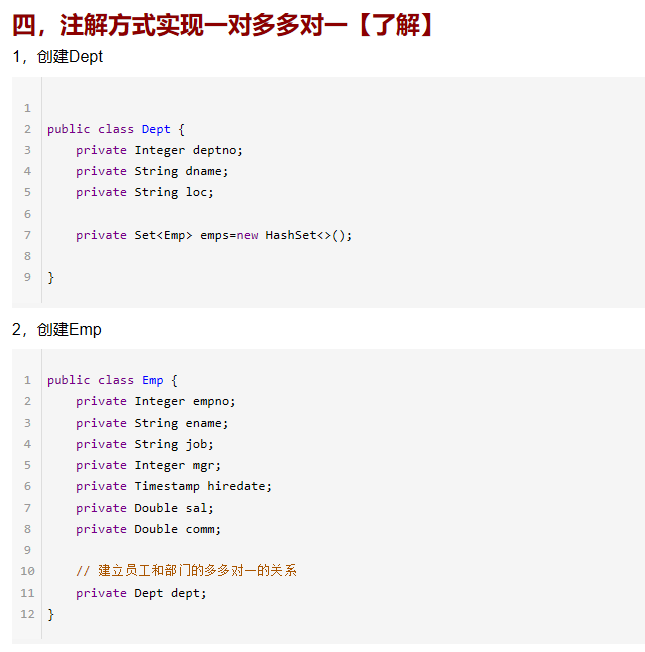 四，注解方式实现一对多多对一【了解】
1，创建Dept
1
2 public class Dept {
3     private Integer deptno;
4     private String dname;
5     private String loc;
6
7     private Set<Emp> emps=new HashSet<>();
8
9 }
2，创建Emp
1 public class Emp {
2     private Integer empno;
3     private String ename;
4     private String job;
5     private Integer mgr;
6     private Timestamp hiredate;
7     private Double sal;
8     private Double comm;
9
10     // 建立员工和部门的多多对一的关系
11     private Dept dept;
12 }